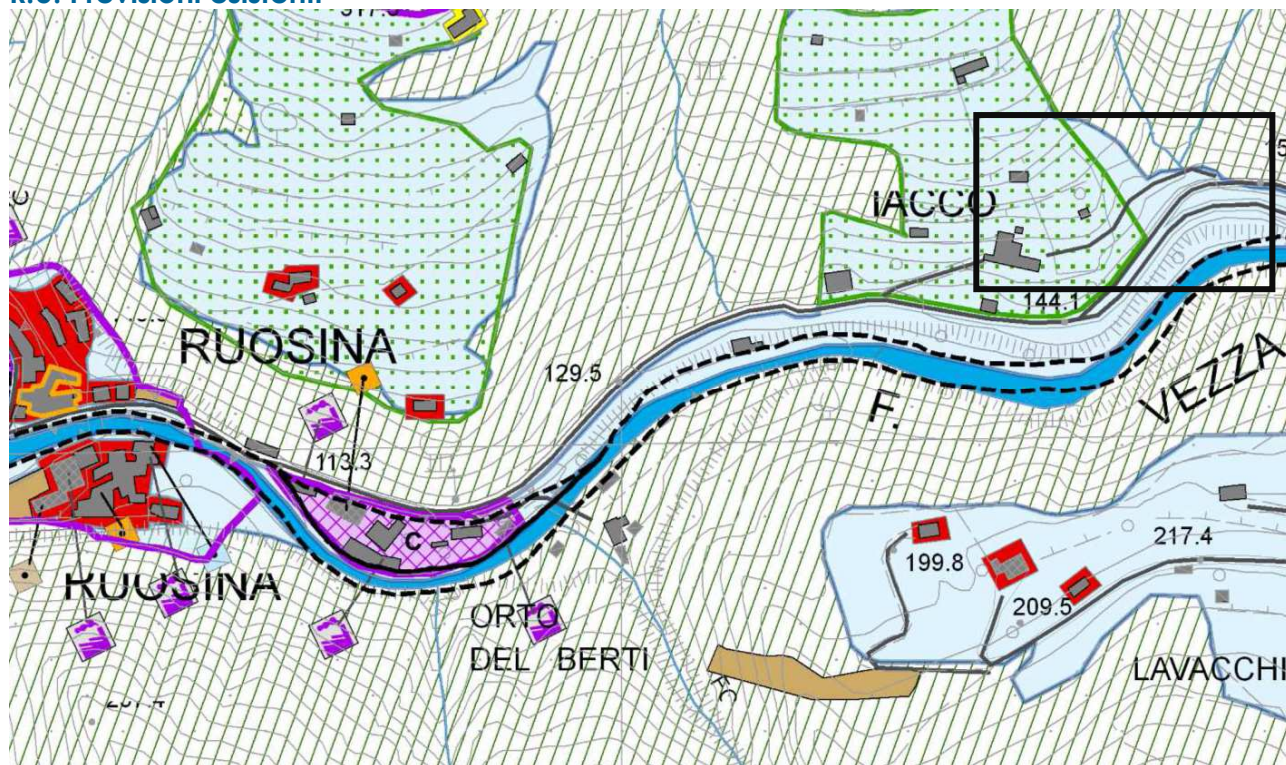 IACCO
144.1
RUOSINA
129.5
F.
VEZZA
113.3
C
217.4
199.8
RUOSINA
209.5
ORTO
DEL BERTI
LAVACCHI